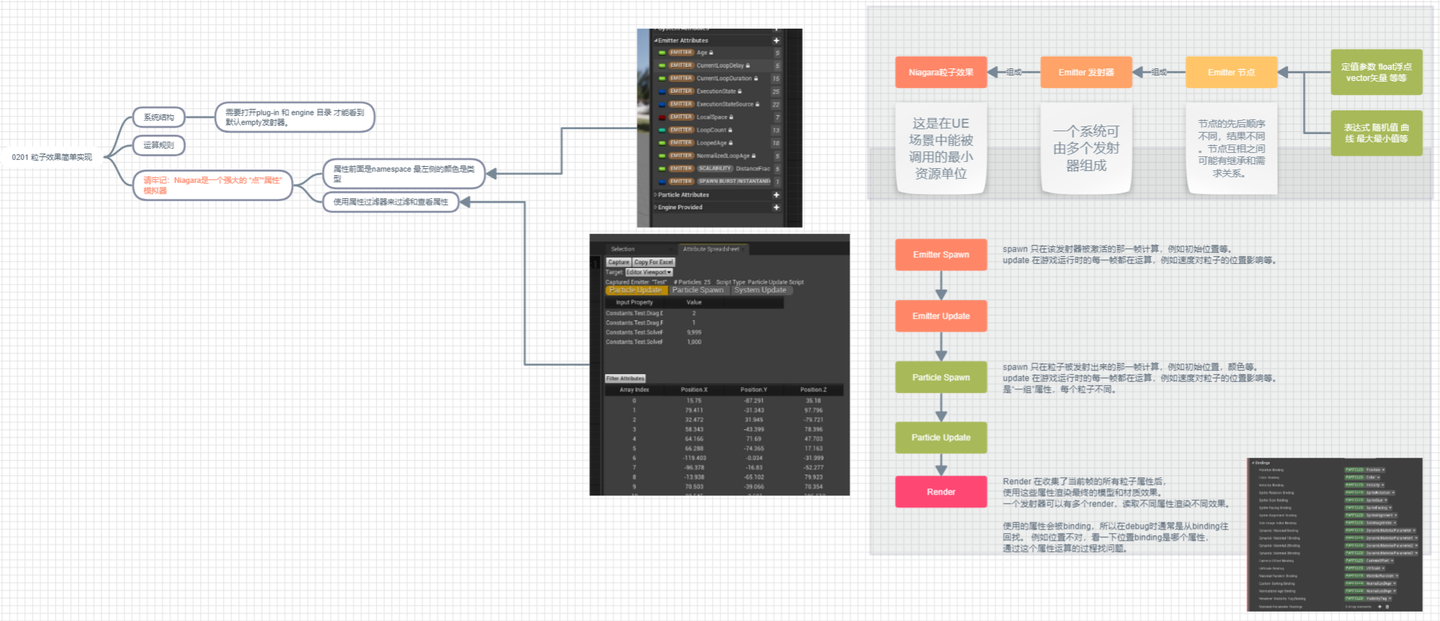 0201 粒子效果简单实现
系统结构
需要打开plug-in 和 engine 目录 才能看到
默认empty发射器。
运算规则
请牢记：Niagara是一个强大的 “点”“属性”
模拟器
属性前面是namespace 最左侧的颜色是类
型
使用属性过滤器来过滤和查看属性
Emitter Attributes
EMITTER Age 9
EMITTER CurrentLoopDelay 5
EMITTER CurrentLoopDuration 15
EMITTER ExecutionState 25
EMITTER ExecutionStateSource 22
EMITTER LocalSpace 7
EMITTER LoopCount 13
EMITTER LoopedAge 18
EMITTER NormalizedLoopAge 5
EMITTER SCALABILITY DistanceFrac
EMITTER SPAWN BURST INSTANTANEO 1
Particle Attributes
Engine Provided
Selection
Attribute Spreadsheet
Capture Copy For Excel
Target Editor Viewport
Captured Emitter: "Test" # Particles: 25 Script Type: Particle Update Script
Particle Update Particle Spawn System Update
Input Property Value
Constants.Test.Drag.D 2
Constants.Test.Drag.F 1
Constants.Test.SolveF 9,999
Constants.Test.SolveF 1,000
Filter Attributes
Array Index Position.X Position.Y Position.Z
0 15.75 -87.291 35.18
1 79.411 -31.343 97.796
2 32.472 31.945 -79.721
3 58.343 -43.399 78.396
4 64.166 71.69 47.703
5 66.288 -74.355 17.163
6 -118.403 -0.034 -31.999
7 -96.378 -16.83 -52.277
8 -13.938 -65.102 79.923
9 78.503 -39.066 70.354
Niagara粒子效果
组成
Emitter 发射器
组成
Emitter 节点
定值参数 float浮点
vector矢量 等等
表达式 随机值 曲
线 最大最小值等
这是在UE
场景中能被
调用的最小
资源单位
一个系统可
由多个发射
器组成
节点的先后顺序
不同，结果不同
。节点互相之间
可能有继承和需
求关系。
Emitter Spawn
spawn 只在该发射器被激活的那一帧计算，例如初始位置等。
update 在游戏运行时的每一帧都在运算，例如速度对粒子的位置影响等。
Emitter Update
Particle Spawn
spawn 只在粒子被发射出来的那一帧计算，例如初始位置，颜色等。
update 在游戏运行时的每一帧都在运算，例如速度对粒子的位置影响等。
是“一组”属性，每个粒子不同。
Particle Update
Render
Render 在收集了当前帧的所有粒子属性后，
使用这些属性渲染最终的模型和材质效果。
一个发射器可以有多个render，读取不同属性渲染不同效果。
使用的属性会被binding，所以在debug时通常是从binding往
回找。 例如位置不对，看一下位置binding是哪个属性，
通过这个属性运算的过程找问题。
Bindings